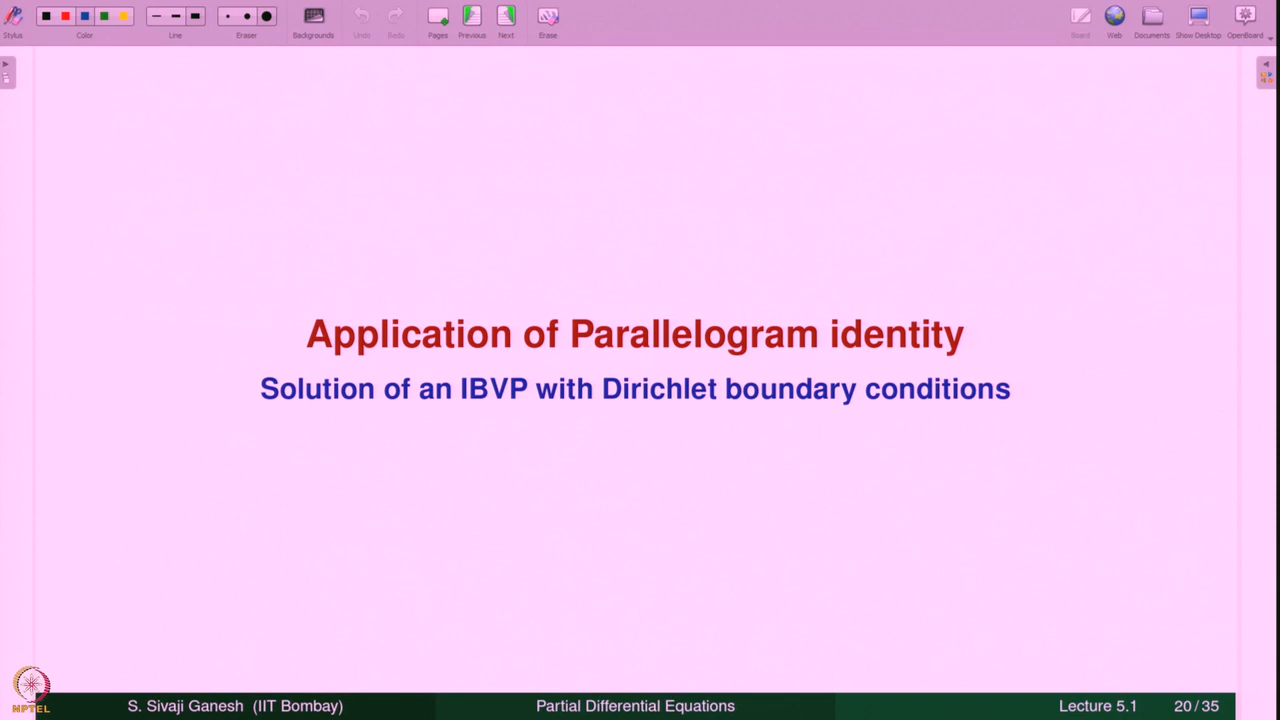 Stylus
Color
Line
Eraser
Backgrounds
Undo
Redo
Pages
Previous
Next
Erase
Board
Web
Documents
Show Desktop
OpenBoard
Application of Parallelogram identity
Solution of an IBVP with Dirichlet boundary conditions
NPTEL
S. Sivaji Ganesh (IIT Bombay)
Partial Differential Equations
Lecture 5.1
20/35